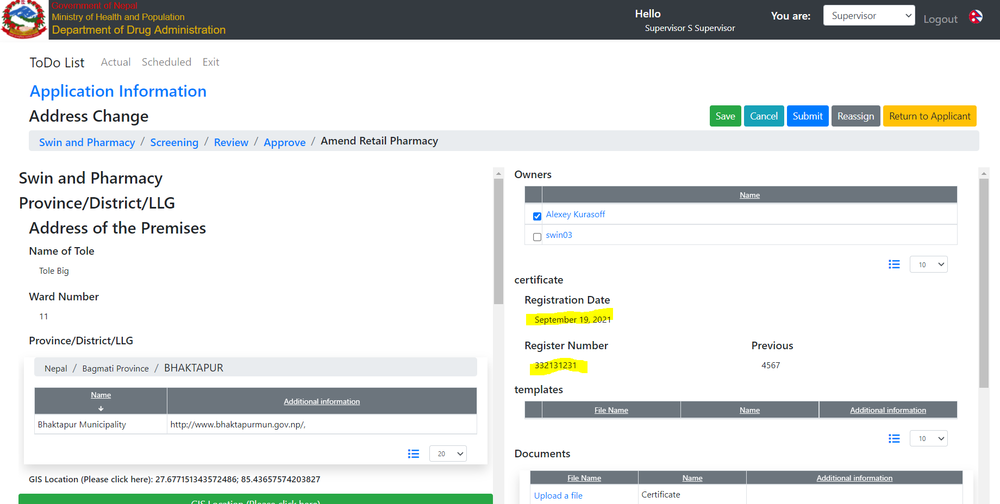 Government of Nepal
Ministry of Health and Population
Department of Drug Administration
Hello
Supervisor S Supervisor
You are:
Supervisor
Logout
ToDo List Actual Scheduled Exit
Application Information
Address Change
Save Cancel Submit Reassign Return to Applicant
Swin and Pharmacy / Screening / Review / Approve / Amend Retail Pharmacy
Swin and Pharmacy
Province/District/LLG
Address of the Premises
Name of Tole
Tole Big
Ward Number
11
Province/District/LLG
Nepal / Bagmati Province / BHAKTAPUR
Name Additional information
Bhaktapur Municipality http://www.bhaktapurmun.gov.np/,
20
GIS Location (Please click here): 27.677151343572486; 85.43657574203827
GIS Location (Please click here)
Owners
Name
Alexey Kurasoff
swin03
10
certificate
Registration Date
September 19, 2021
Register Number Previous
332131231 4567
templates
File Name Name Additional information
10
Documents
File Name Name Additional information
Upload a file Certificate